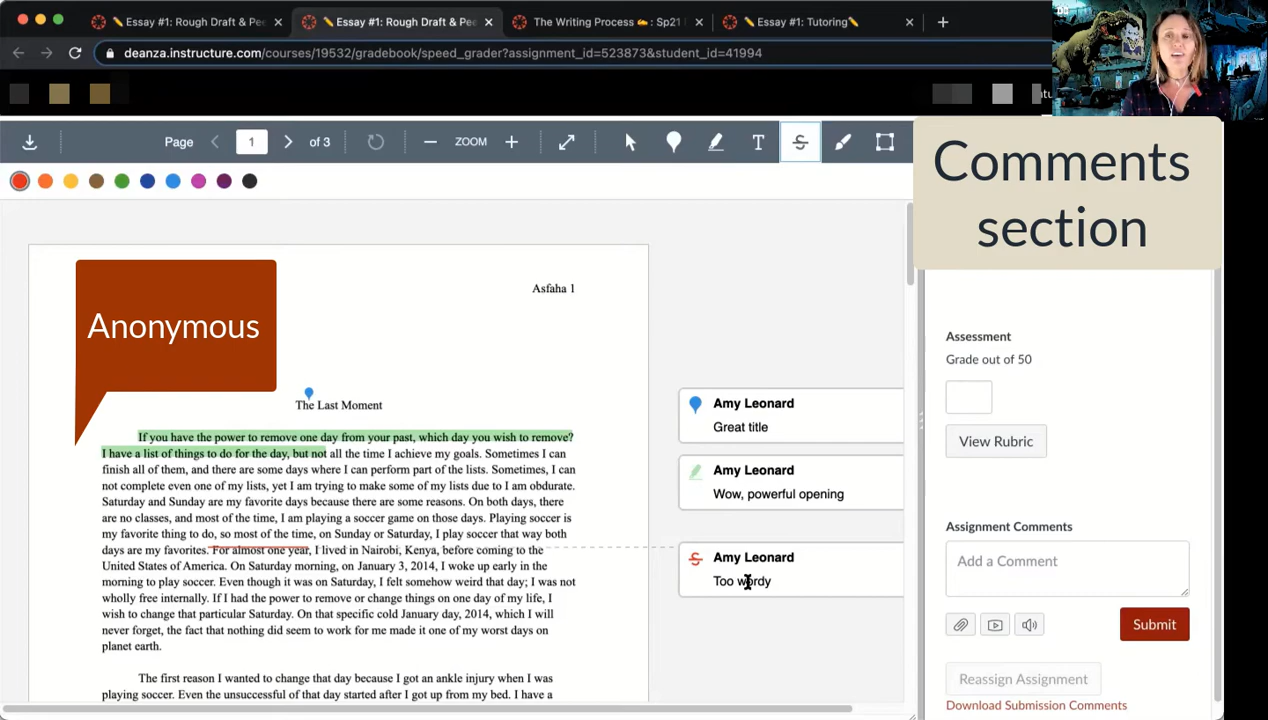 Essay #1: Rough Draft & Pee
Essay #1: Rough Draft & Pee
The Writing Process ✍ : Sp21
Essay #1: Tutoring
deanza.instructure.com/courses/19532/gradebook/speed_grader?assignment_id=523873&student_id=41994
Page
1
of 3
ZOOM
Comments
section
Anonymous
Asfaha 1
The Last Moment
If you have the power to remove one day from your past, which day you wish to remove?
I have a list of things to do for the day, but not all the time I achieve my goals. Sometimes I can
finish all of them, and there are some days where I can perform part of the lists. Sometimes, I can
not complete even one of my lists, yet I am trying to make some of my lists due to I am obdurate.
Saturday and Sunday are my favorite days because there are some reasons. On both days, there
are no classes, and most of the time, I am playing a soccer game on those days. Playing soccer is
my favorite thing to do, so most of the time, on Sunday or Saturday, I play soccer that way both
days are my favorites. For almost one year, I lived in Nairobi, Kenya, before coming to the
United States of America. On Saturday morning, on January 3, 2014, I woke up early in the
morning to play soccer. Even though it was on Saturday, I felt somehow weird that day; I was not
wholly free internally. If I had the power to remove or change things on one day of my life, I
wish to change that particular Saturday. On that specific cold January day, 2014, which I will
never forget, the fact that nothing did seem to work for me made it one of my worst days on
planet earth.
The first reason I wanted to change that day because I got an ankle injury when I was
playing soccer. Even the unsuccessful of that day started after I got up from my bed. I have a
Amy Leonard
Great title
Amy Leonard
Wow, powerful opening
Amy Leonard
Too wordy
Assessment
Grade out of 50
View Rubric
Assignment Comments
Add a Comment
Submit
Reassign Assignment
Download Submission Comments